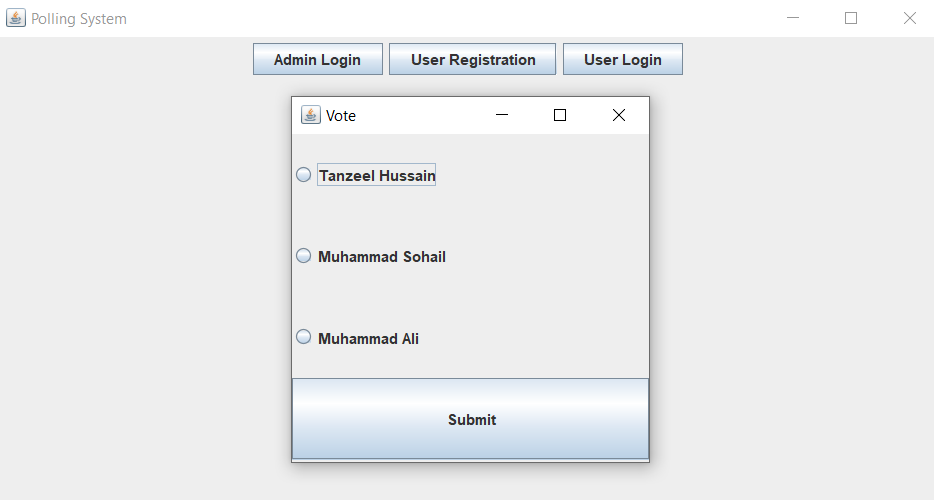 Polling System
Admin Login User Registration User Login
Vote
Tanzeel Hussain
Muhammad Sohail
Muhammad Ali
Submit